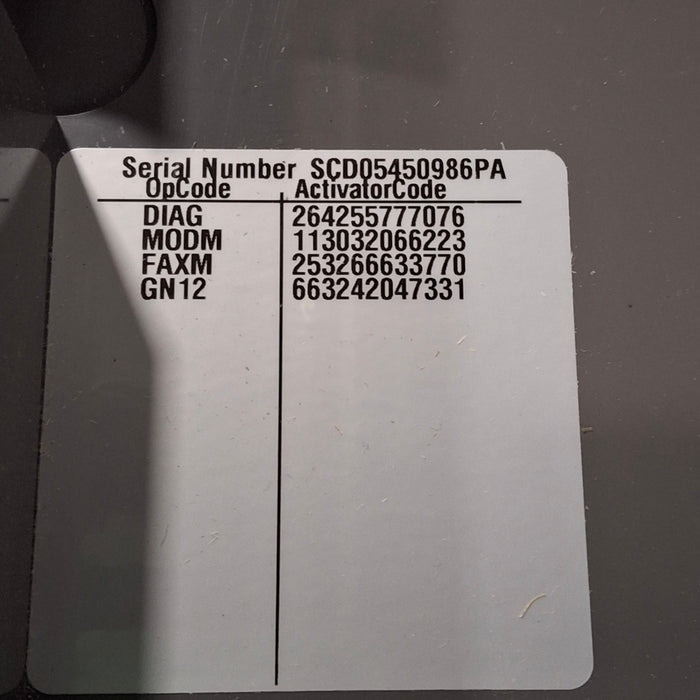 Serial Number SCD05450986PA
OpCode ActivatorCode
DIAG 264255777076
MODM 113032066223
FAXM 253266633770
GN12 663242047331